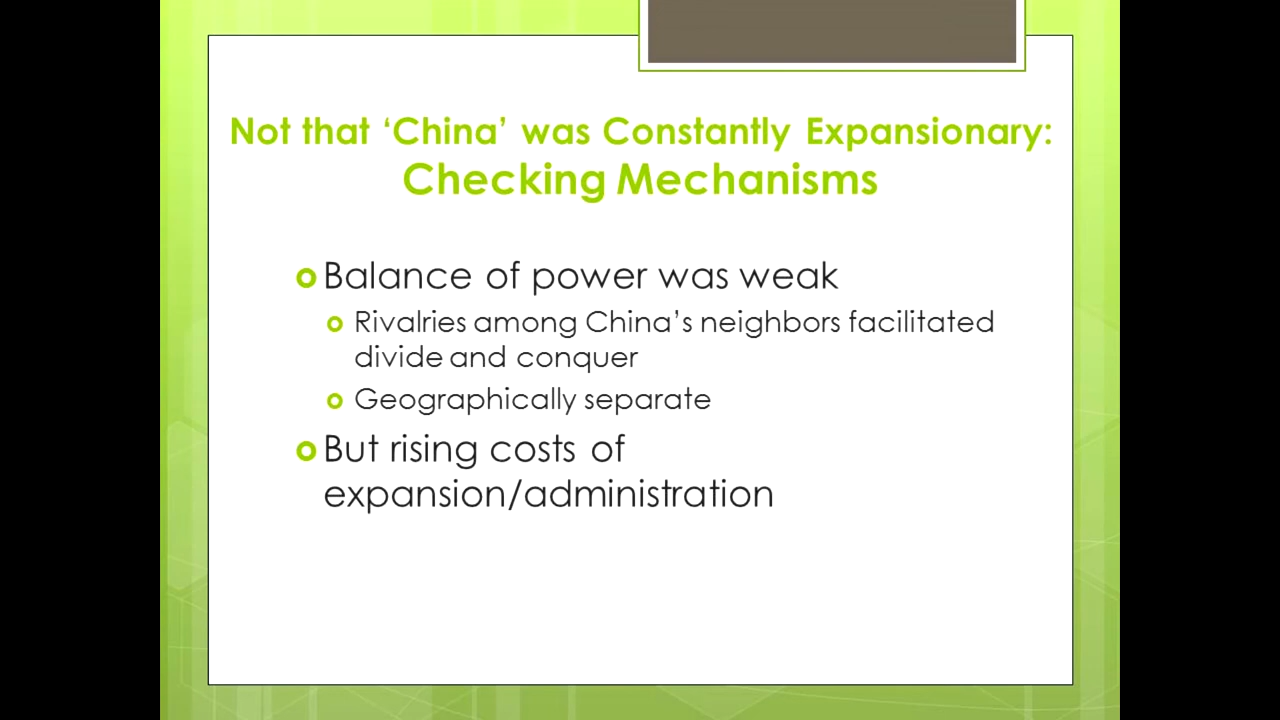 Not that ‘China’ was Constantly Expansionary:
Checking Mechanisms
Balance of power was weak
Rivalries among China’s neighbors facilitated
divide and conquer
Geographically separate
But rising costs of
expansion/administration